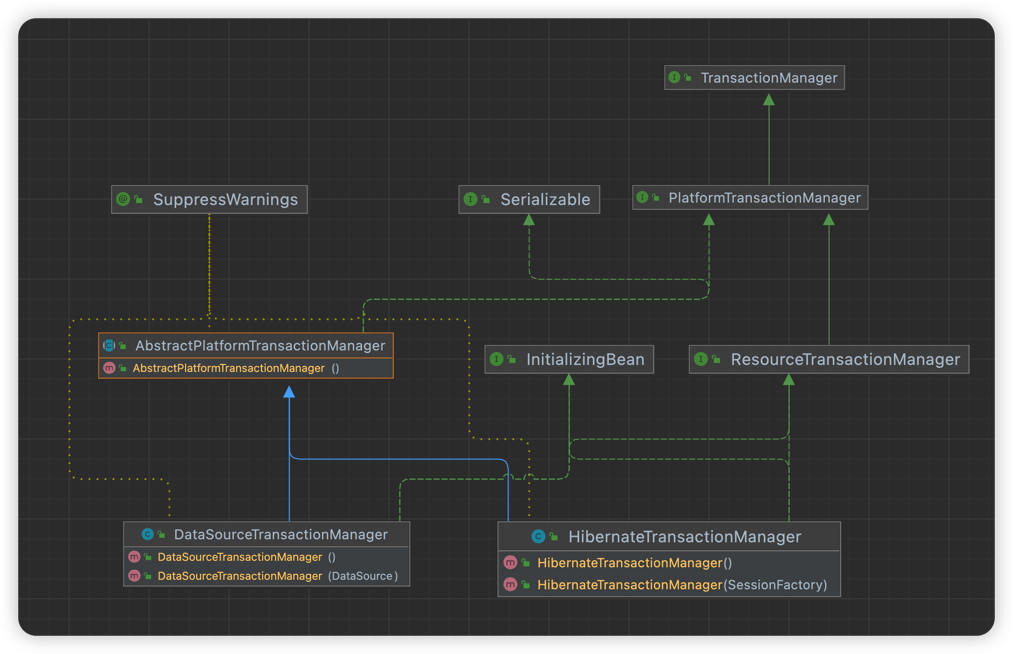 TransactionManager
SuppressWarnings
Serializable
PlatformTransactionManager
AbstractPlatformTransactionManager
AbstractPlatformTransactionManager ()
InitializingBean
ResourceTransactionManager
DataSourceTransactionManager
DataSourceTransactionManager ()
DataSourceTransactionManager (DataSource)
HibernateTransactionManager
HibernateTransactionManager()
HibernateTransactionManager(SessionFactory)